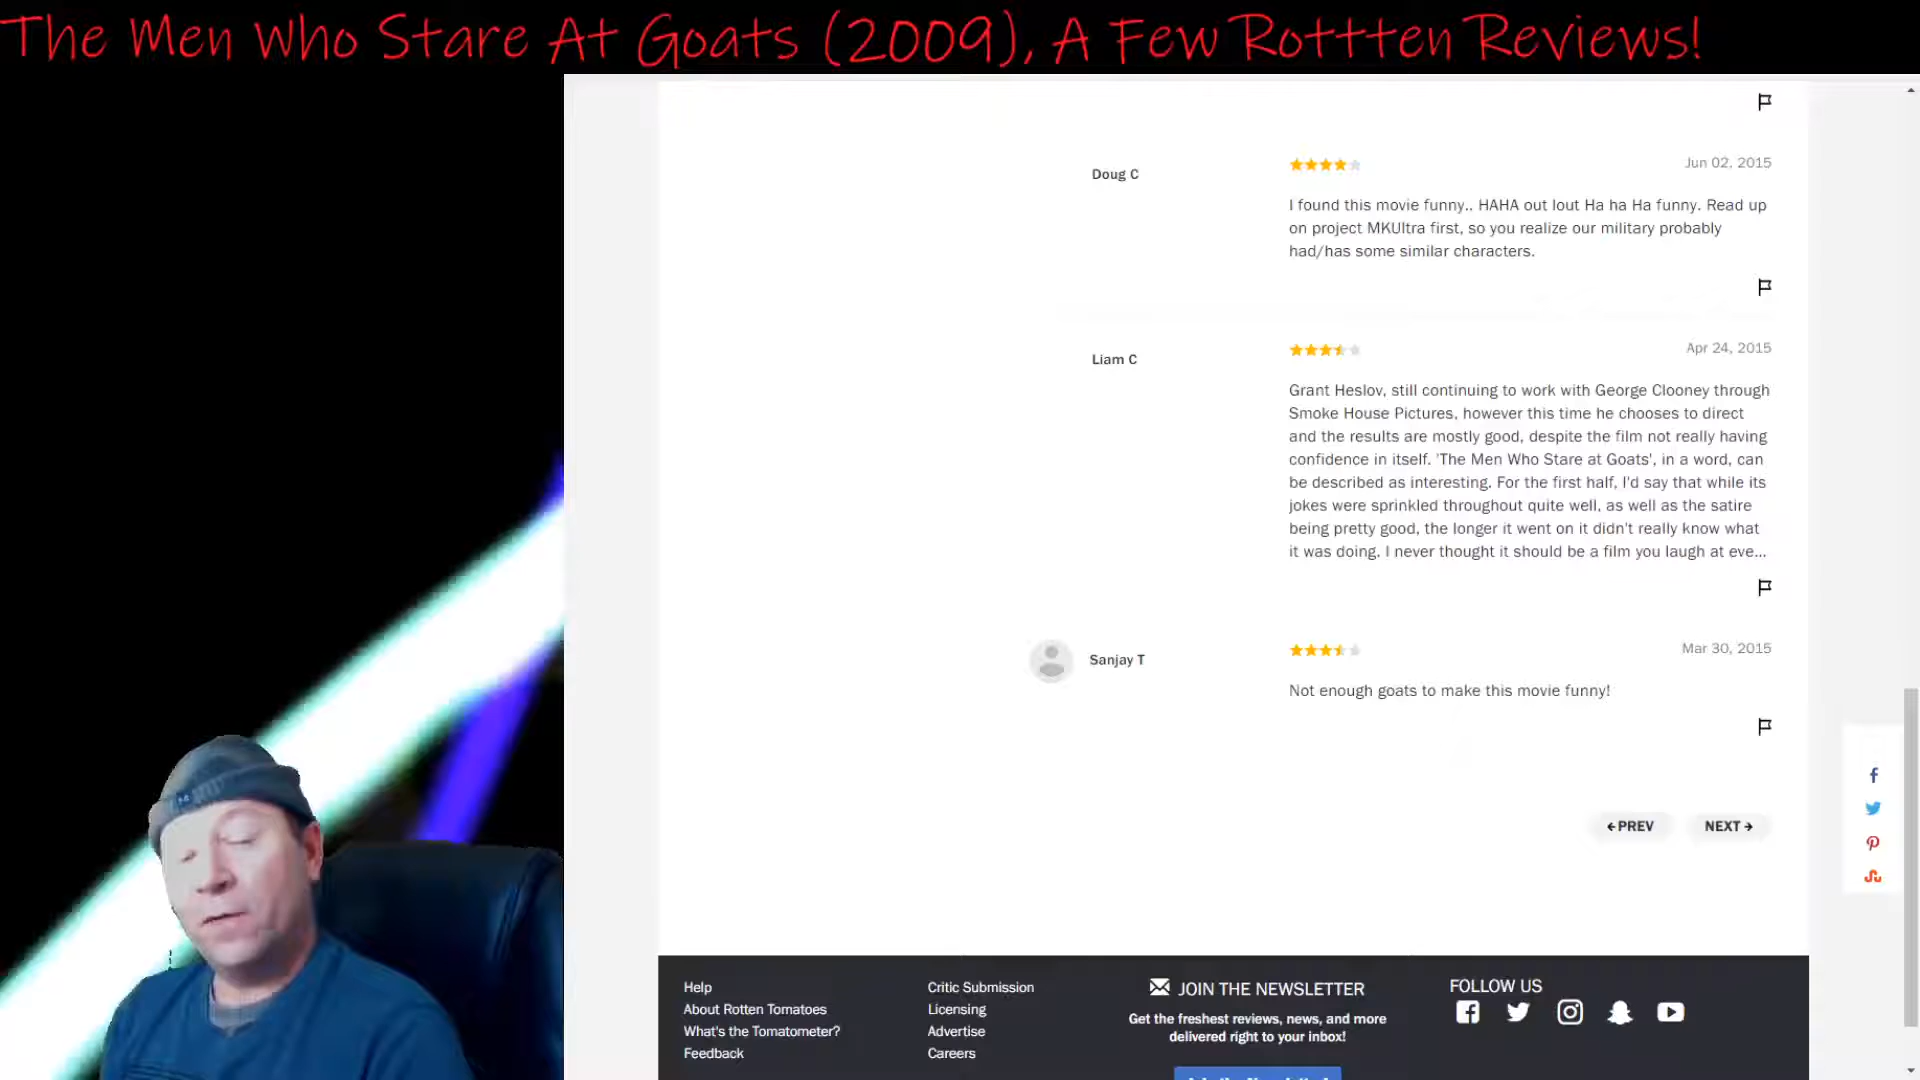 The Men Who Stare At Goats (2009), A Few Rottten Reviews!
Doug C
Jun 02, 2015
I found this movie funny.. HAHA out lout Ha ha Ha funny. Read up
on project MKUltra first, so you realize our military probably
had/has some similar characters.
Liam C
Apr 24, 2015
Grant Heslov, still continuing to work with George Clooney through
Smoke House Pictures, however this time he chooses to direct
and the results are mostly good, despite the film not really having
confidence in itself. 'The Men Who Stare at Goats', in a word, can
be described as interesting. For the first half, I'd say that while its
jokes were sprinkled throughout quite well, as well as the satire
being pretty good, the longer it went on it didn't really know what
it was doing. I never thought it should be a film you laugh at eve...
Sanjay T
Mar 30, 2015
Not enough goats to make this movie funny!
PREV
NEXT
Help
About Rotten Tomatoes
What's the Tomatometer?
Feedback
Critic Submission
Licensing
Advertise
Careers
JOIN THE NEWSLETTER
Get the freshest reviews, news, and more
delivered right to your inbox!
FOLLOW US